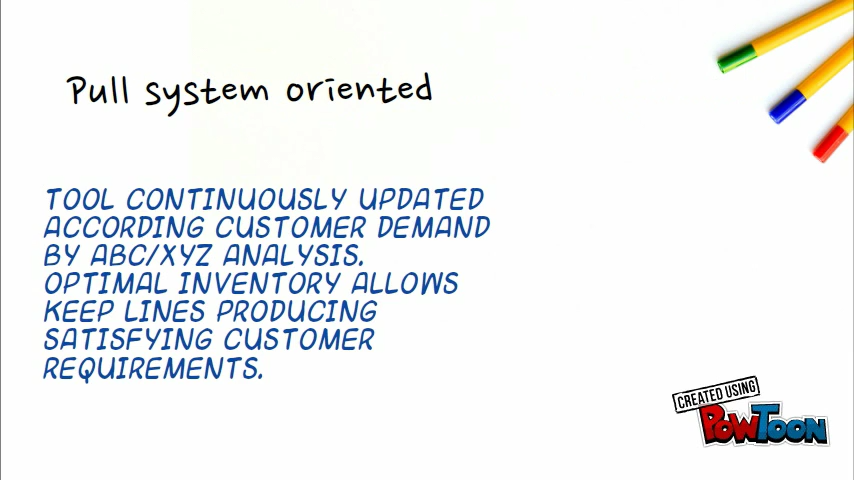 Pull system oriented
TOOL CONTINUOUSLY UPDATED
ACCORDING CUSTOMER DEMAND
BY ABC/XYZ ANALYSIS.
OPTIMAL INVENTORY ALLOWS
KEEP LINES PRODUCING
SATISFYING CUSTOMER
REQUIREMENTS.
CREATED USING
POWTOON